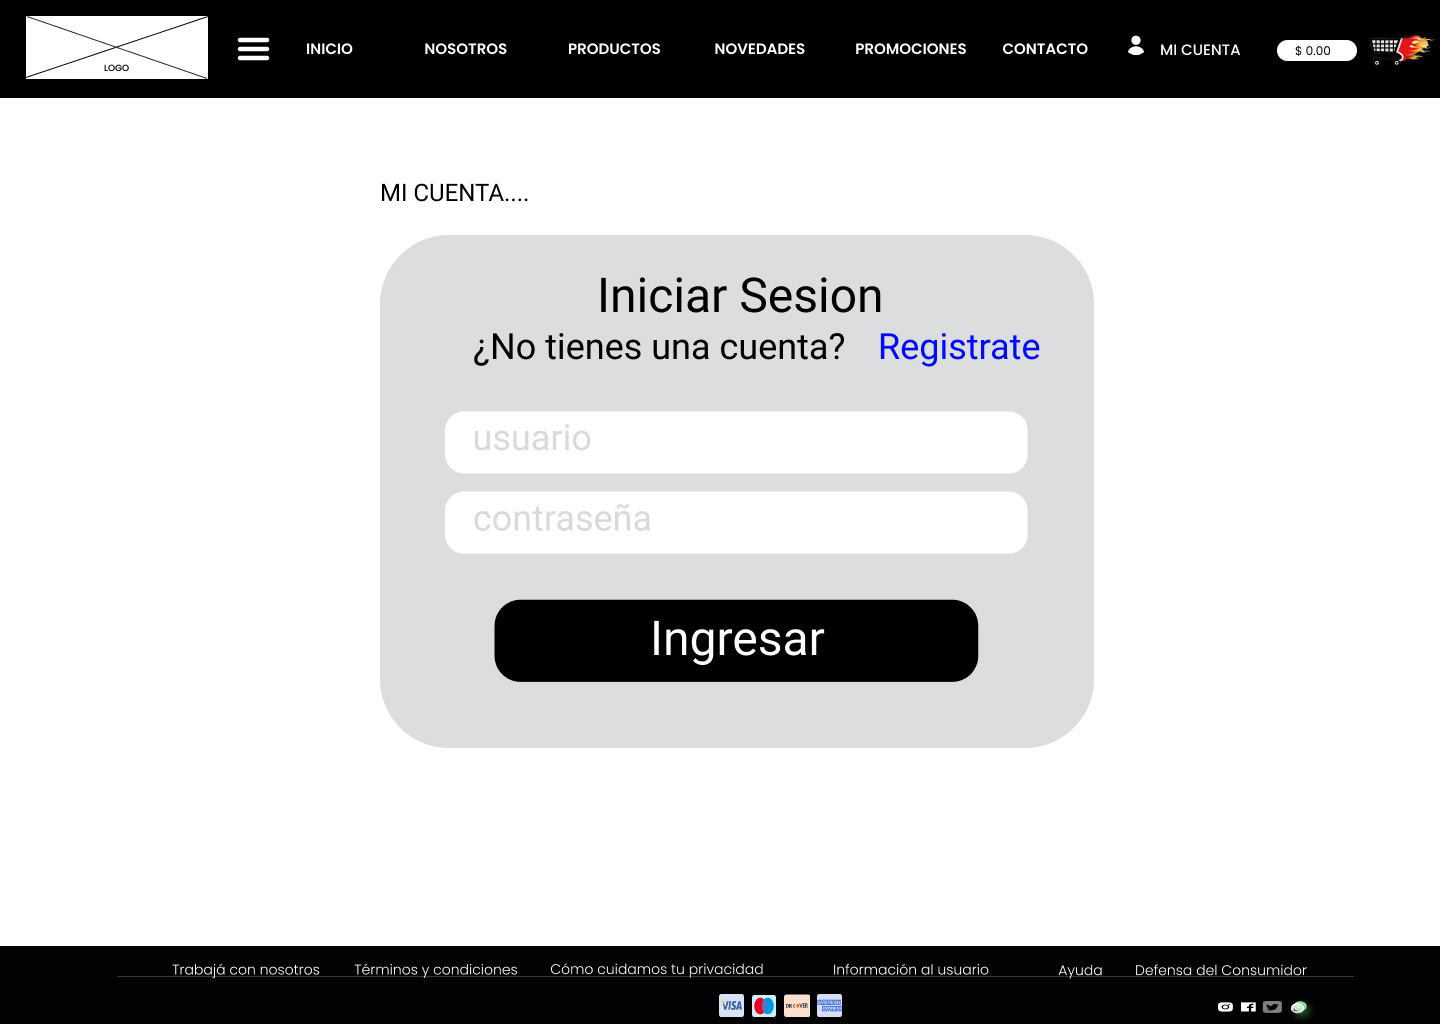 LOGO
INICIO
NOSOTROS
PRODUCTOS
NOVEDADES
PROMOCIONES
CONTACTO
MI CUENTA
$ 0.00
MI CUENTA....
Iniciar Sesion
¿No tienes una cuenta? Registrate
usuario
contraseña
Ingresar
Trabajá con nosotros
Términos y condiciones
Cómo cuidamos tu privacidad
Información al usuario
Ayuda
Defensa del Consumidor
VISA
DISCOVER